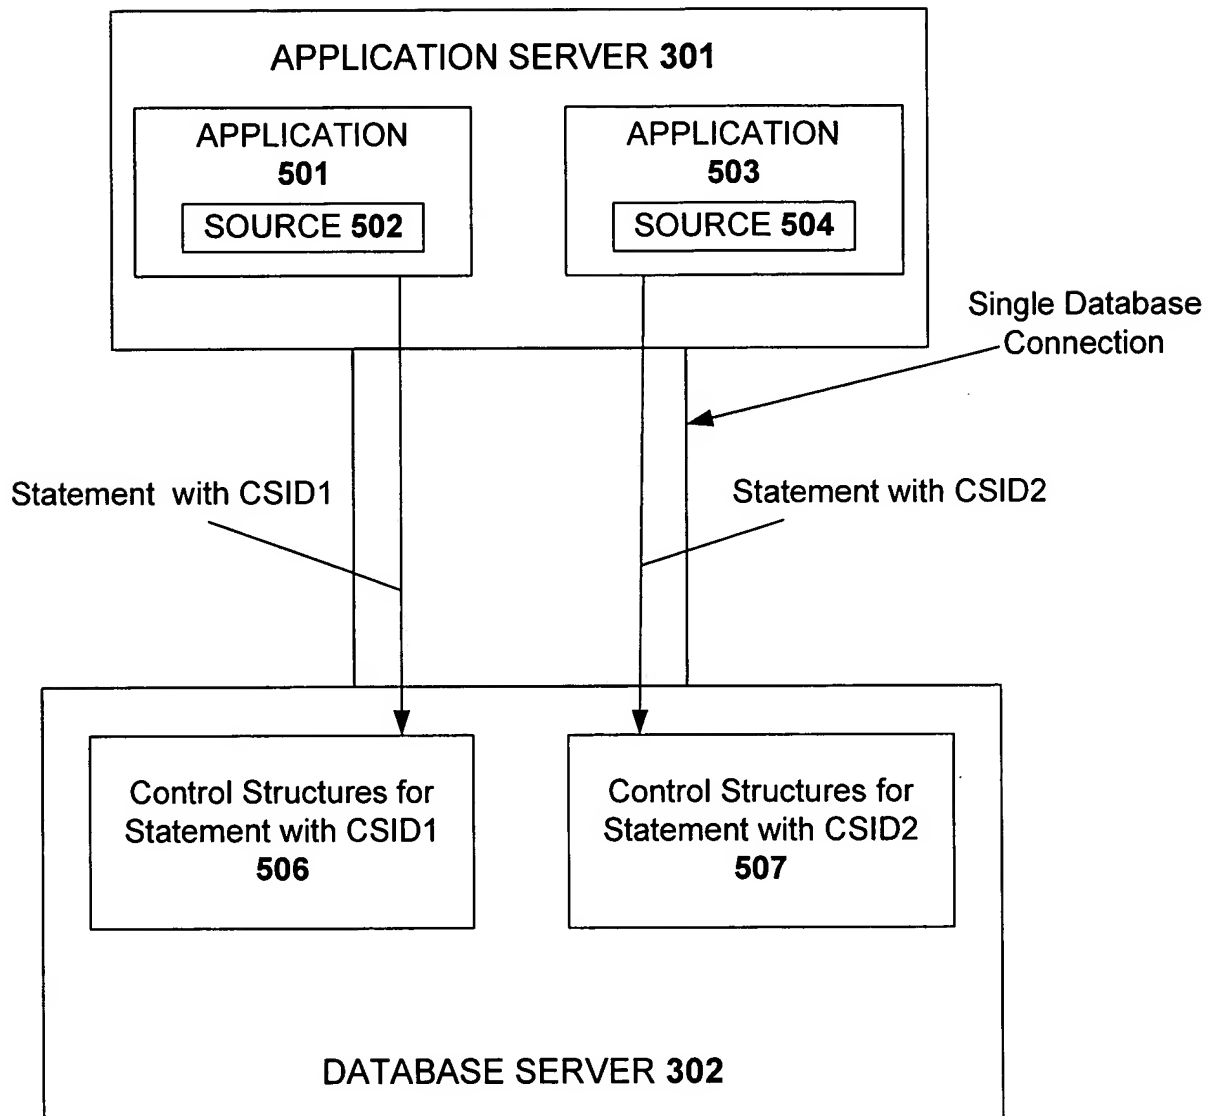 APPLICATION SERVER 301
APPLICATION
501
SOURCE 502
APPLICATION
503
SOURCE 504
Single Database
Connection
Statement with CSID1
Statement with CSID2
Control Structures for
Statement with CSID1
506
Control Structures for
Statement with CSID2
507
DATABASE SERVER 302